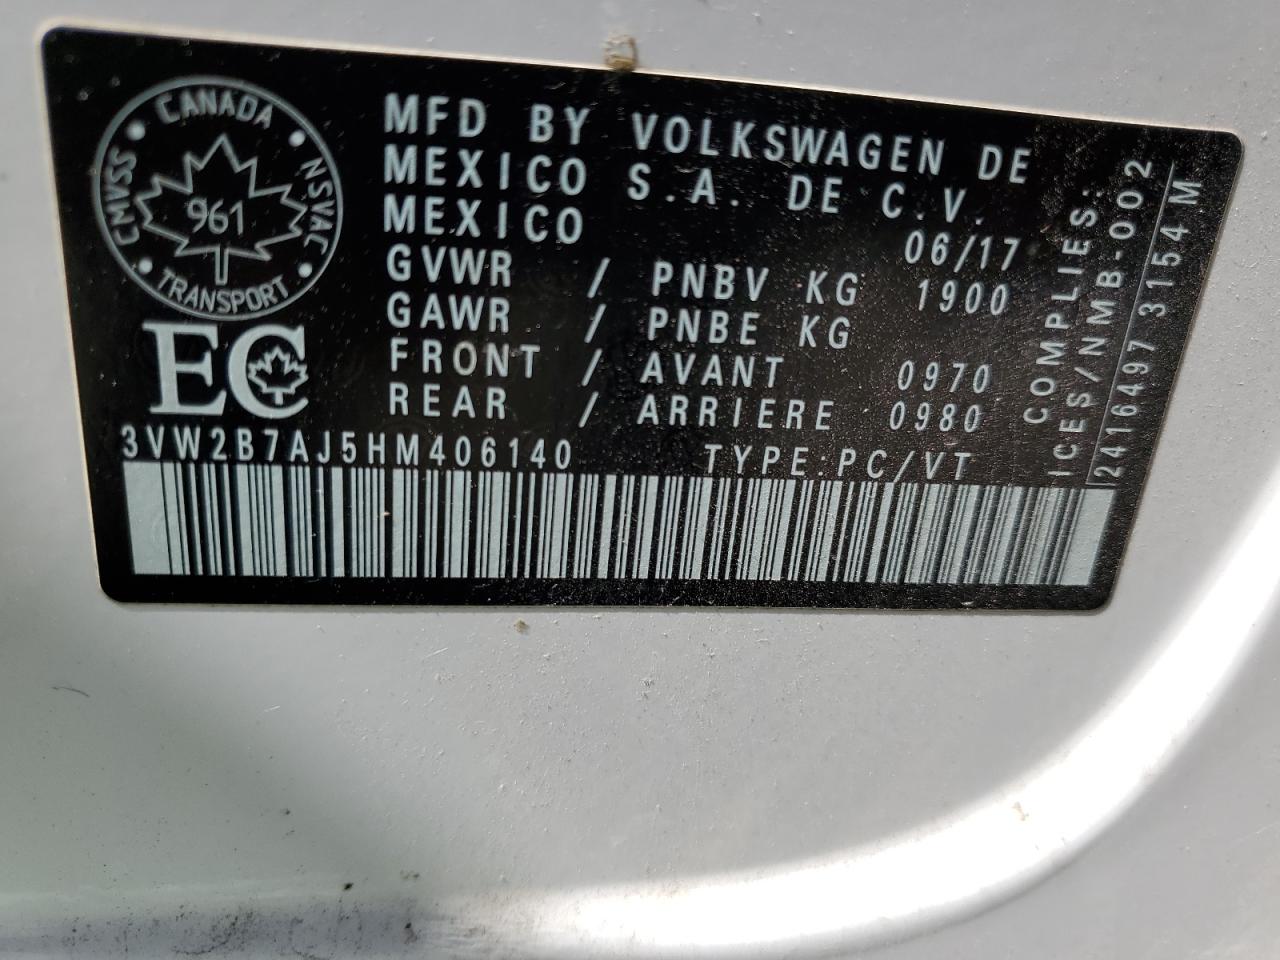 CANADA
CMVSS
NSVAC
961
TRANSPORT
EC
MFD BY VOLKSWAGEN DE
MEXICO S.A. DE C.V.
MEXICO 06/17
GVWR / PNBV KG 1900
GAWR / PNBE KG
FRONT / AVANT 0970
REAR / ARRIERE 0980
3VW2B7AJ5HM406140 TYPE:PC/VT
COMPLIES:
ICES/NMB-002
2416497 3154 M